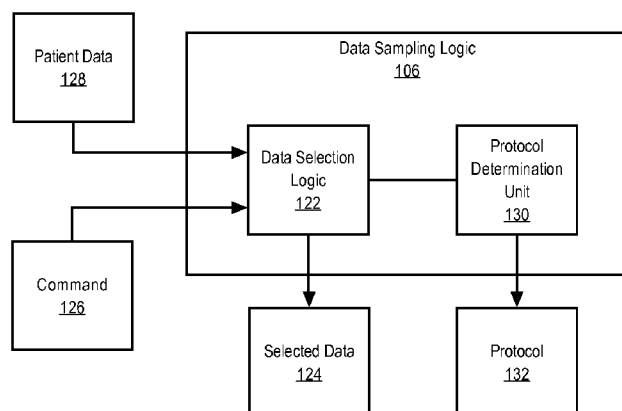 Patient Data
128
Data Sampling Logic
106
Data Selection
Logic
122
Protocol
Determination
Unit
130
Command
126
Selected Data
124
Protocol
132